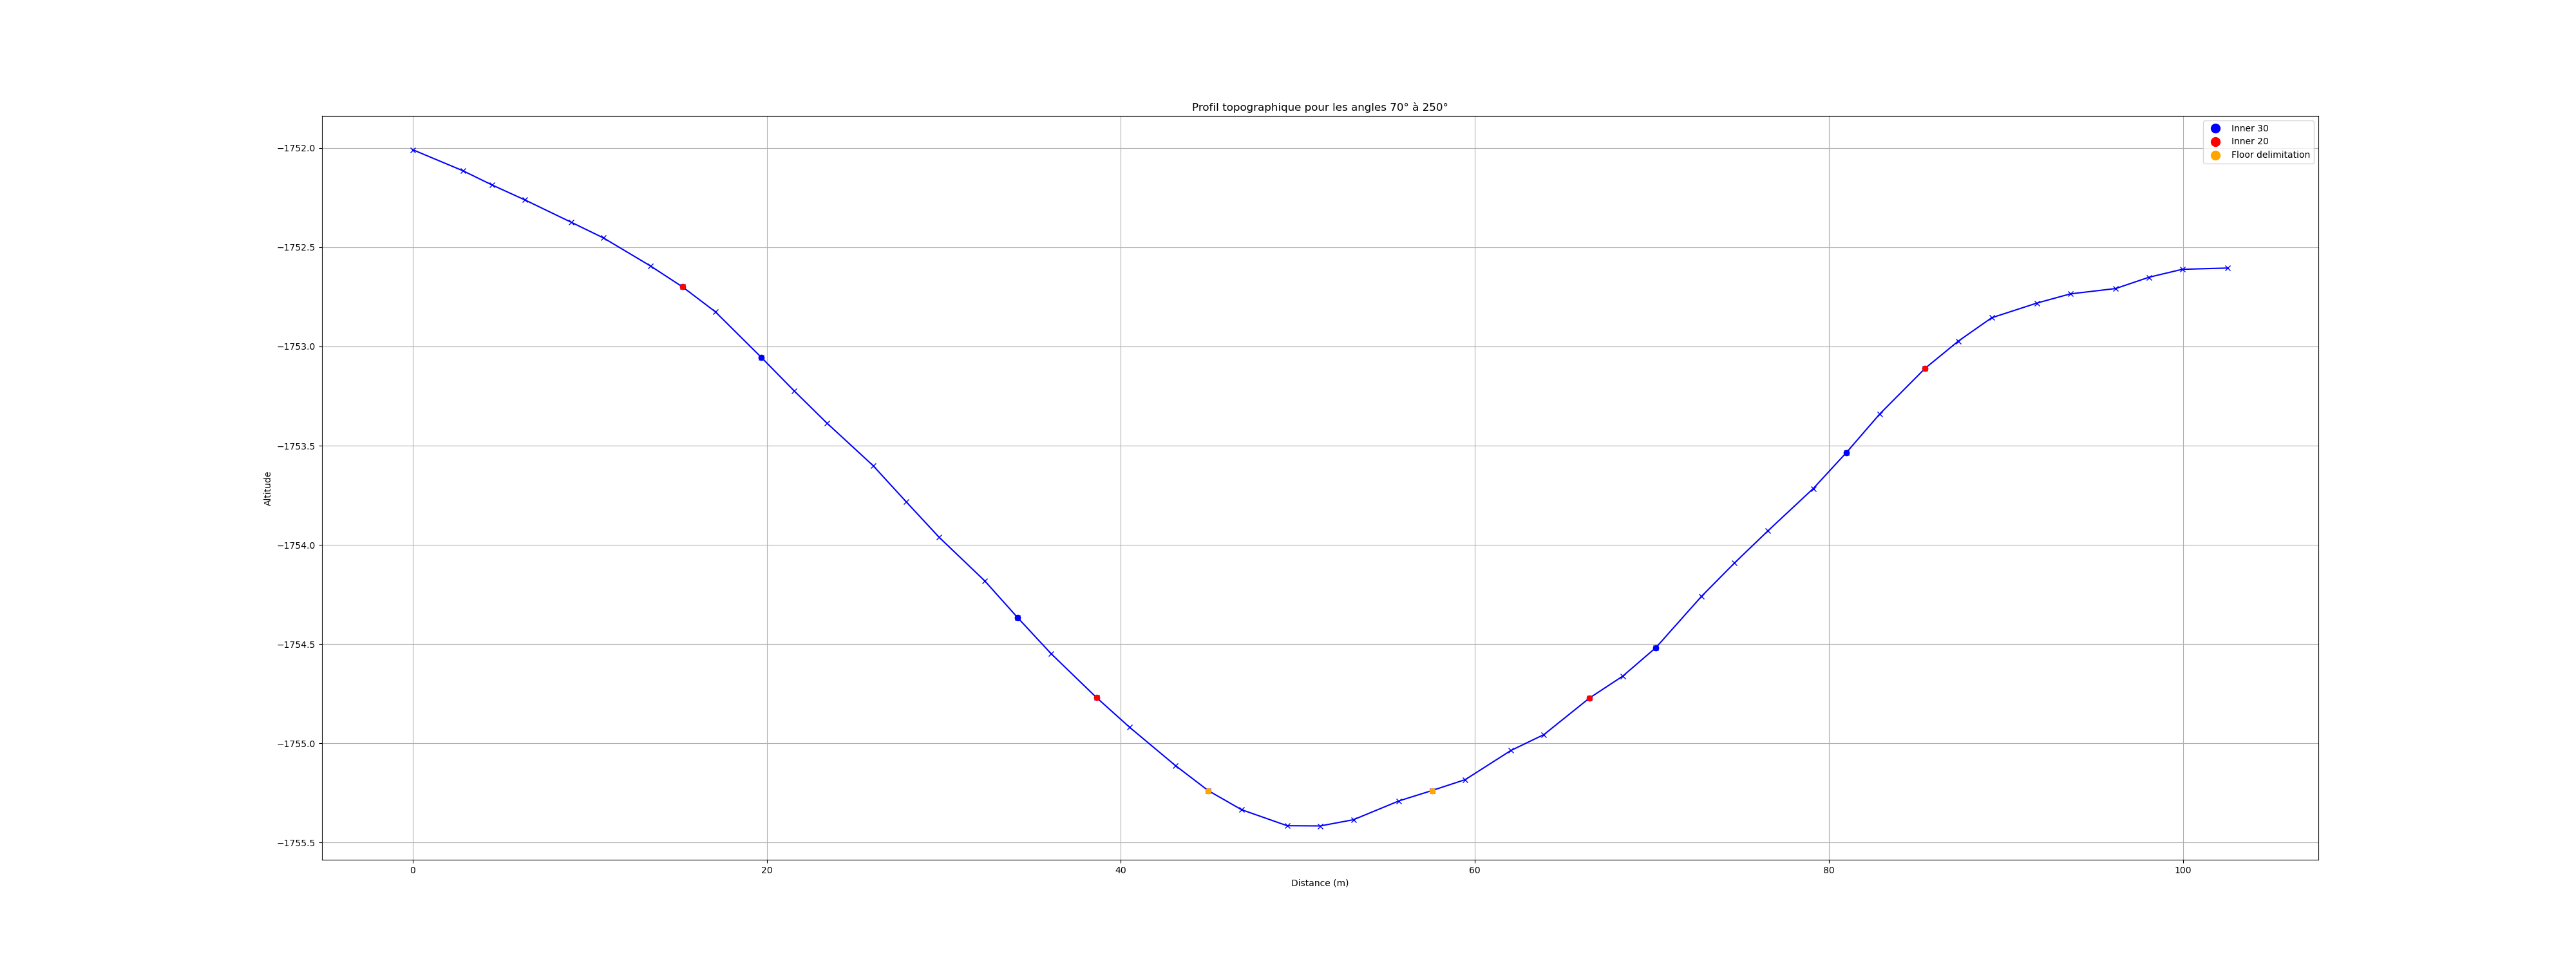 Profil topographique pour les angles 70° à 250°
Inner 30
Inner 20
Floor delimitation
Altitude
−1752.0
−1752.5
−1753.0
−1753.5
−1754.0
−1754.5
−1755.0
−1755.5
0 20 40 60 80 100
Distance (m)